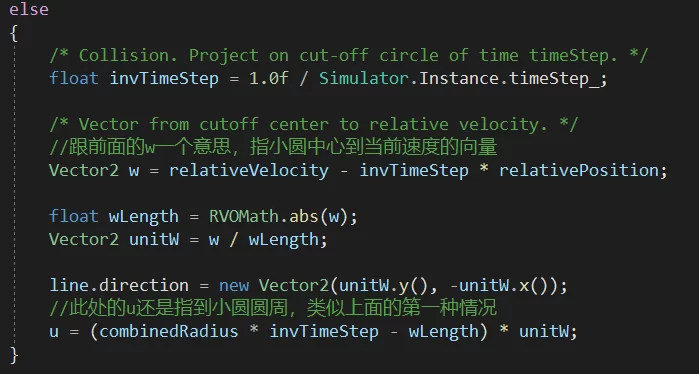 else
{
/* Collision. Project on cut-off circle of time timeStep. */
float invTimeStep = 1.0f / Simulator.Instance.timeStep_;
/* Vector from cutoff center to relative velocity. */
//跟前面的w一个意思，指小圆中心到当前速度的向量
Vector2 w = relativeVelocity - invTimeStep * relativePosition;
float wLength = RVOMath.abs(w);
Vector2 unitW = w / wLength;
line.direction = new Vector2(unitW.y(), -unitW.x());
//此处的u还是指到小圆圆周，类似上面的第一种情况
u = (combinedRadius * invTimeStep - wLength) * unitW;
}